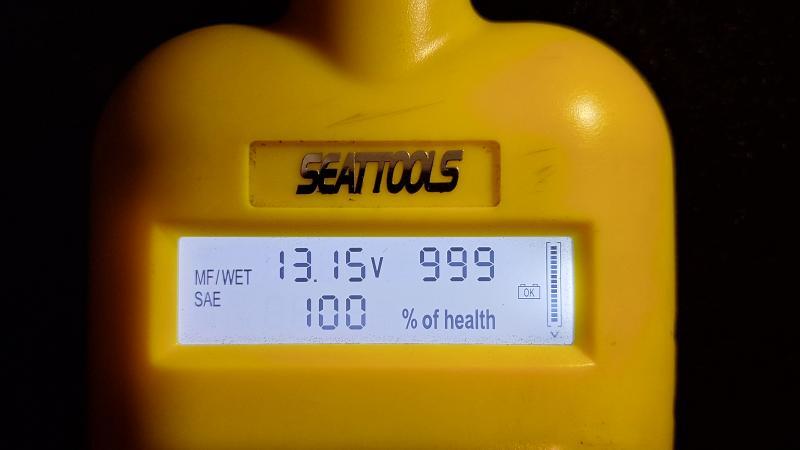 SEATTOOLS
MF/WET 13.15V 999
SAE 100 % of health
OK